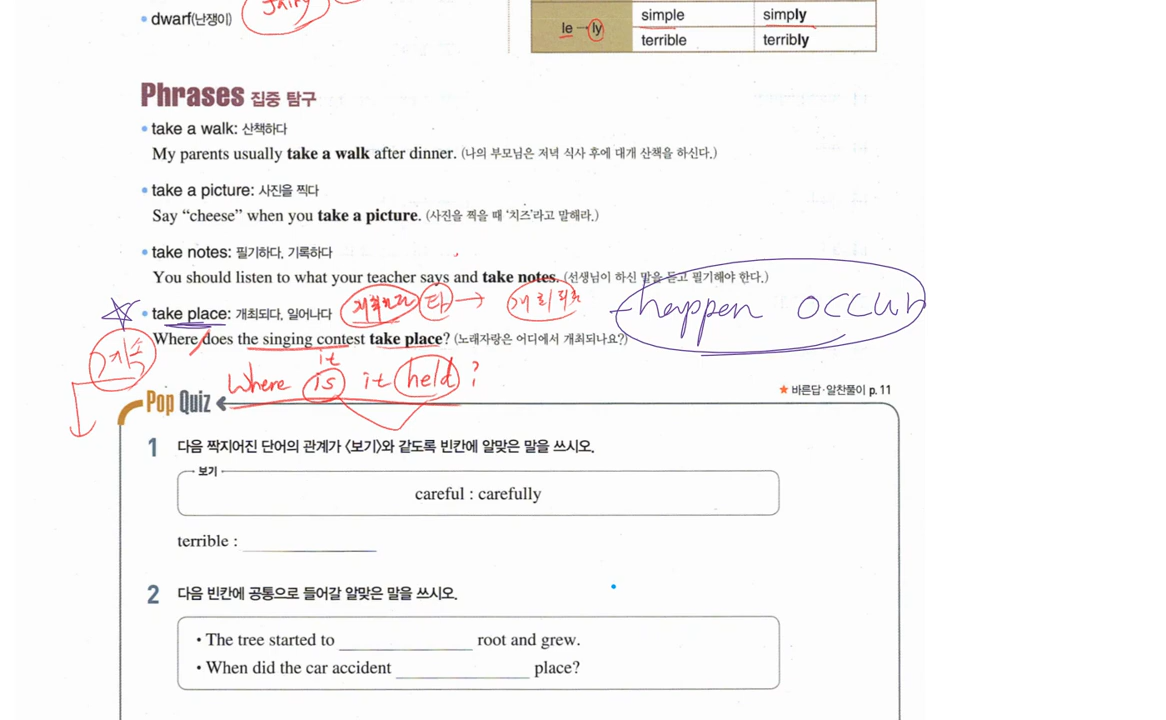 • dwarf(난쟁이)
fairy
le → ly
simple simply
terrible terribly
Phrases 집중 탐구
• take a walk: 산책하다
My parents usually take a walk after dinner. (나의 부모님은 저녁 식사 후에 대개 산책을 하신다.)
• take a picture: 사진을 찍다
Say “cheese” when you take a picture. (사진을 찍을 때 ‘치즈’라고 말해라.)
• take notes: 필기하다, 기록하다
You should listen to what your teacher says and take notes. (선생님이 하신 말을 듣고 필기해야 한다.)
• take place: 개최되다, 일어나다
happen occur
Where does the singing contest take place? (노래자랑은 어디에서 개최되나요?)
it
Where is it held?
Pop Quiz
★ 바른답·알찬풀이 p. 11
1 다음 짝지어진 단어의 관계가 〈보기〉와 같도록 빈칸에 알맞은 말을 쓰시오.
보기
careful : carefully
terrible :
2 다음 빈칸에 공통으로 들어갈 알맞은 말을 쓰시오.
• The tree started to root and grew.
• When did the car accident place?